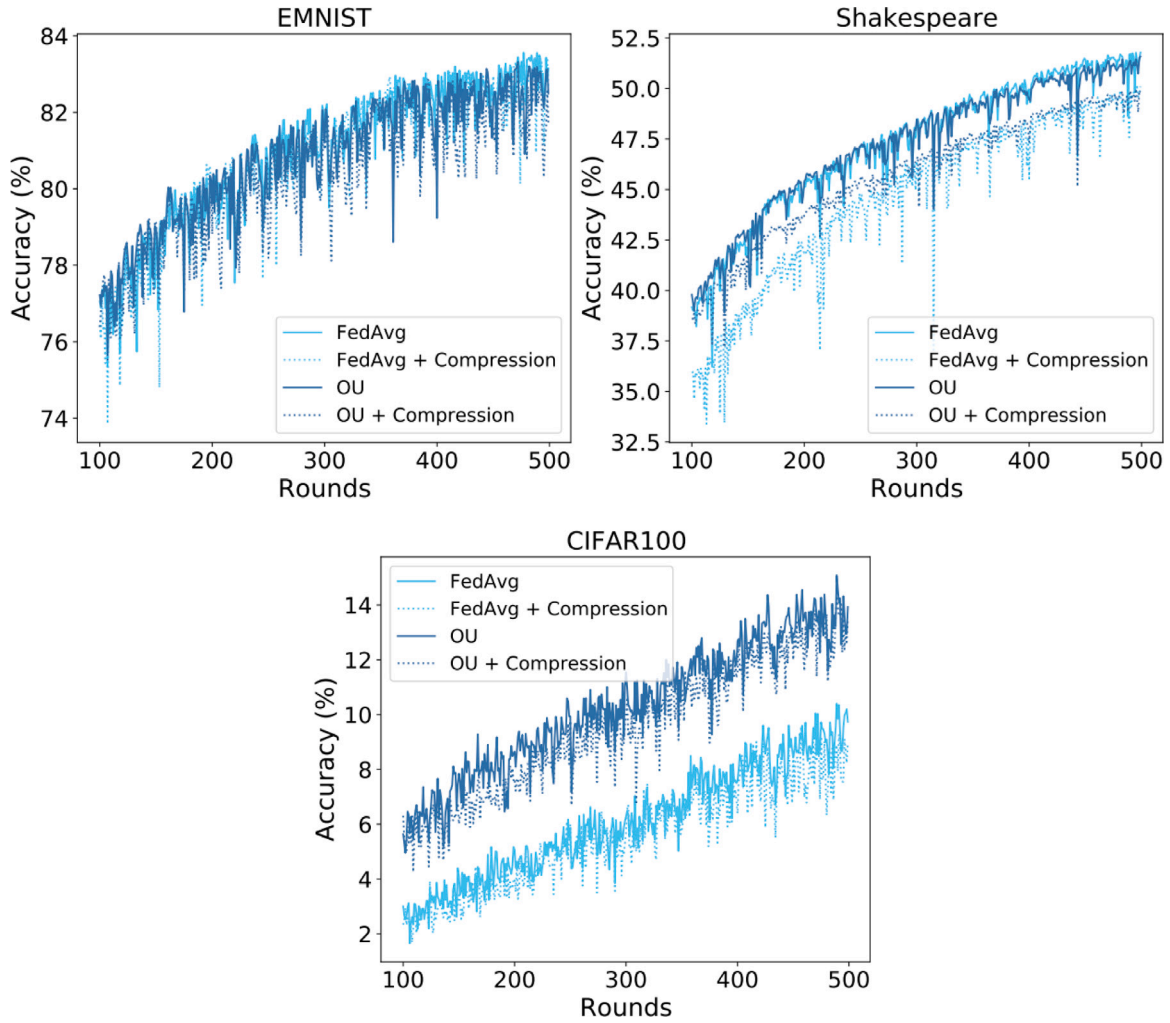 EMNIST
84
82
80
78
76
74
Accuracy (%)
FedAvg
FedAvg + Compression
OU
OU + Compression
100
200
300
400
500
Rounds
Shakespeare
52.5
50.0
47.5
45.0
42.5
40.0
37.5
35.0
32.5
Accuracy (%)
FedAvg
FedAvg + Compression
OU
OU + Compression
100
200
300
400
500
Rounds
CIFAR100
14
12
10
8
6
4
2
Accuracy (%)
FedAvg
FedAvg + Compression
OU
OU + Compression
100
200
300
400
500
Rounds